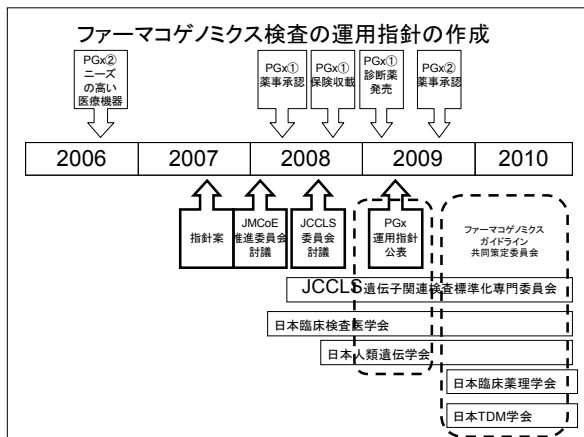 ファーマコゲノミクス検査の運用指針の作成
PGx②
ニーズ
の高い
医療機器
PGx①
薬事承認
PGx①
保険収載
PGx①
診断薬
発売
PGx②
薬事承認
2006
2007
2008
2009
2010
指針案
JMCoE
推進委員会
討議
JCCLS
委員会
討議
PGx
運用指針
公表
ファーマコゲノミクス
ガイドライン
共同策定委員会
JCCLS遺伝子関連検査標準化専門委員会
日本臨床検査医学会
日本人類遺伝学会
日本臨床薬理学会
日本TDM学会